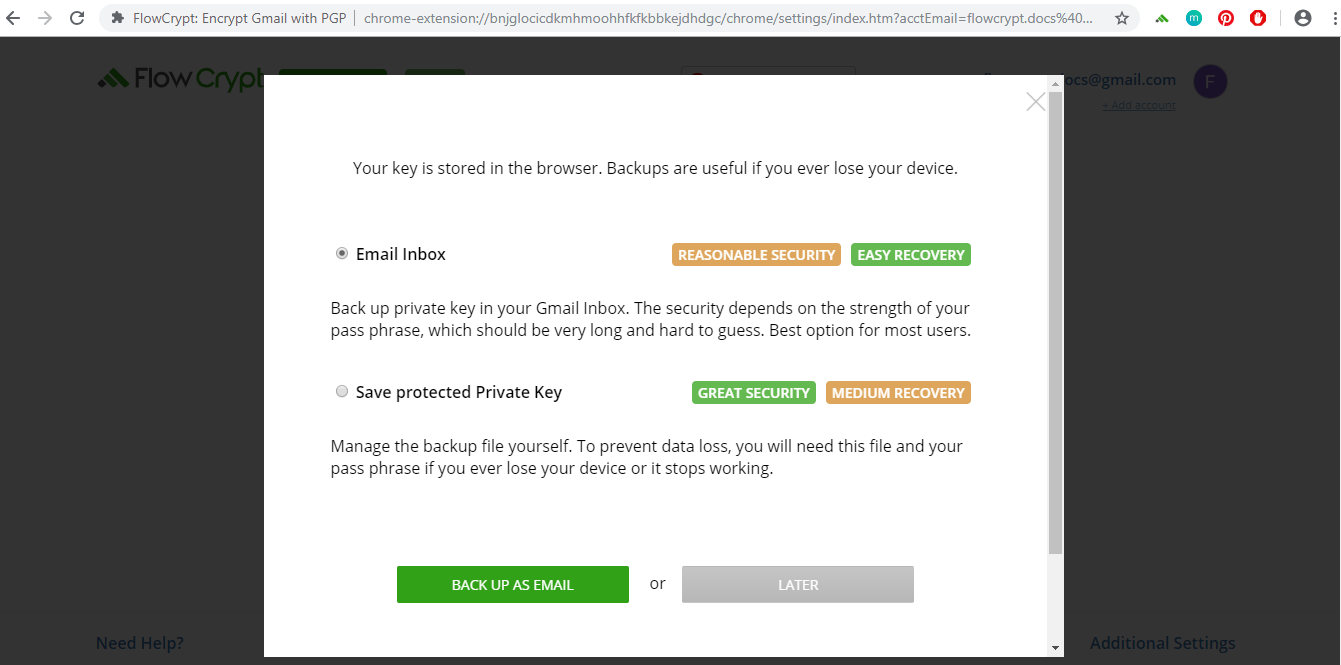 FlowCrypt: Encrypt Gmail with PGP
chrome-extension://bnjglocicdkmhmoohhfkfkbbkejdhdgc/chrome/settings/index.htm?acctEmail=flowcrypt.docs%40...
m
FlowCrypt
ocs@gmail.com
F
+ Add account
Your key is stored in the browser. Backups are useful if you ever lose your device.
Email Inbox
REASONABLE SECURITY
EASY RECOVERY
Back up private key in your Gmail Inbox. The security depends on the strength of your
pass phrase, which should be very long and hard to guess. Best option for most users.
Save protected Private Key
GREAT SECURITY
MEDIUM RECOVERY
Manage the backup file yourself. To prevent data loss, you will need this file and your
pass phrase if you ever lose your device or it stops working.
BACK UP AS EMAIL
or
LATER
Need Help?
Additional Settings